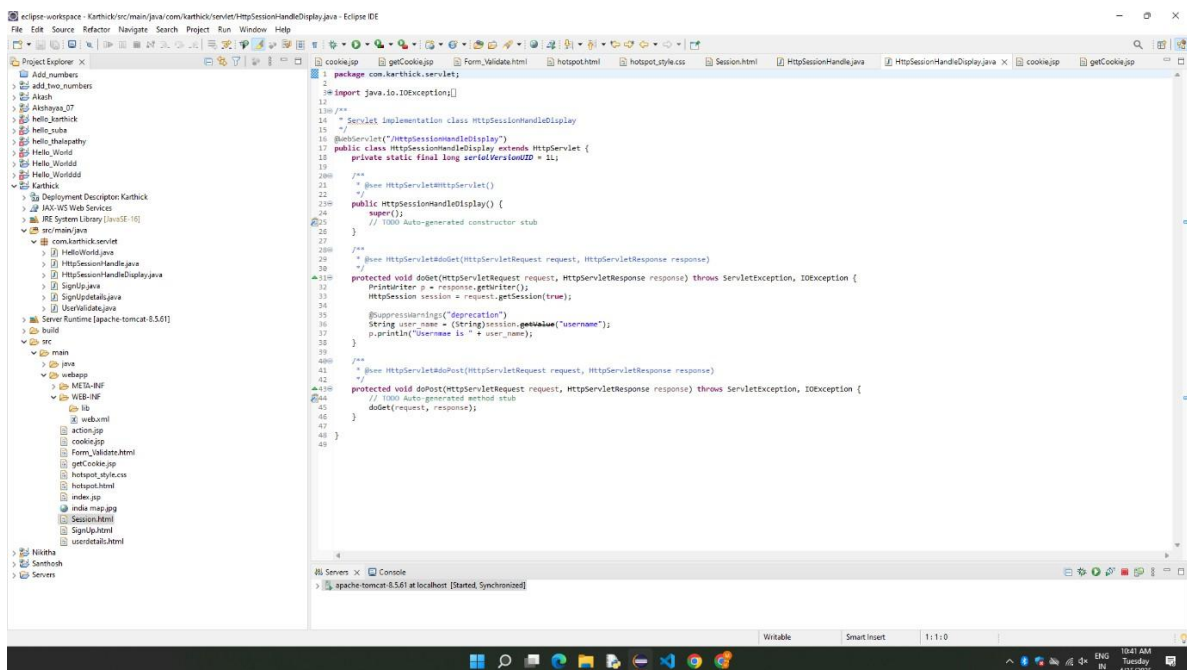 eclipse-workspace - Karthick/src/main/java/com/karthick/servlet/HttpSessionHandleDisplay.java - Eclipse IDE
File Edit Source Refactor Navigate Search Project Run Window Help
Project Explorer
cookie.jsp getCookie.jsp Form_Validate.html hotspot.html hotspot_style.css Session.html HttpSessionHandle.java HttpSessionHandleDisplay.java cookie.jsp getCookie.jsp
Add_numbers
add_two_numbers
Akash
Akshayaa_07
hello_karthick
hello_suba
hello_thalapathy
Hello_World
Hello_Worldd
Hello_Worlddd
Karthick
Deployment Descriptor: Karthick
JAX-WS Web Services
JRE System Library [JavaSE-16]
src/main/java
com.karthick.servlet
HelloWorld.java
HttpSessionHandle.java
HttpSessionHandleDisplay.java
SignUp.java
SignUpdetails.java
UserValidate.java
Server Runtime [apache-tomcat-8.5.61]
build
src
main
java
webapp
META-INF
WEB-INF
lib
web.xml
action.jsp
cookie.jsp
Form_Validate.html
getCookie.jsp
hotspot_style.css
hotspot.html
index.jsp
india map.jpg
Session.html
SignUp.html
userdetails.html
Nikitha
Santhosh
Servers
1 package com.karthick.servlet;
2
3 import java.io.IOException;
12
13 /**
14 * Servlet implementation class HttpSessionHandleDisplay
15 */
16 @WebServlet("/HttpSessionHandleDisplay")
17 public class HttpSessionHandleDisplay extends HttpServlet {
18 private static final long serialVersionUID = 1L;
19
20 /**
21 * @see HttpServlet#HttpServlet()
22 */
23 public HttpSessionHandleDisplay() {
24 super();
25 // TODO Auto-generated constructor stub
26 }
27
28 /**
29 * @see HttpServlet#doGet(HttpServletRequest request, HttpServletResponse response)
30 */
31 protected void doGet(HttpServletRequest request, HttpServletResponse response) throws ServletException, IOException {
32 PrintWriter p = response.getWriter();
33 HttpSession session = request.getSession(true);
34
35 @SuppressWarnings("deprecation")
36 String user_name = (String)session.getValue("username");
37 p.println("Usernmae is " + user_name);
38 }
39
40 /**
41 * @see HttpServlet#doPost(HttpServletRequest request, HttpServletResponse response)
42 */
43 protected void doPost(HttpServletRequest request, HttpServletResponse response) throws ServletException, IOException {
44 // TODO Auto-generated method stub
45 doGet(request, response);
46 }
47
48 }
49
Servers Console
apache-tomcat-8.5.61 at localhost [Started, Synchronized]
Writable Smart Insert 1:1:0
ENG IN
10:41 AM
Tuesday